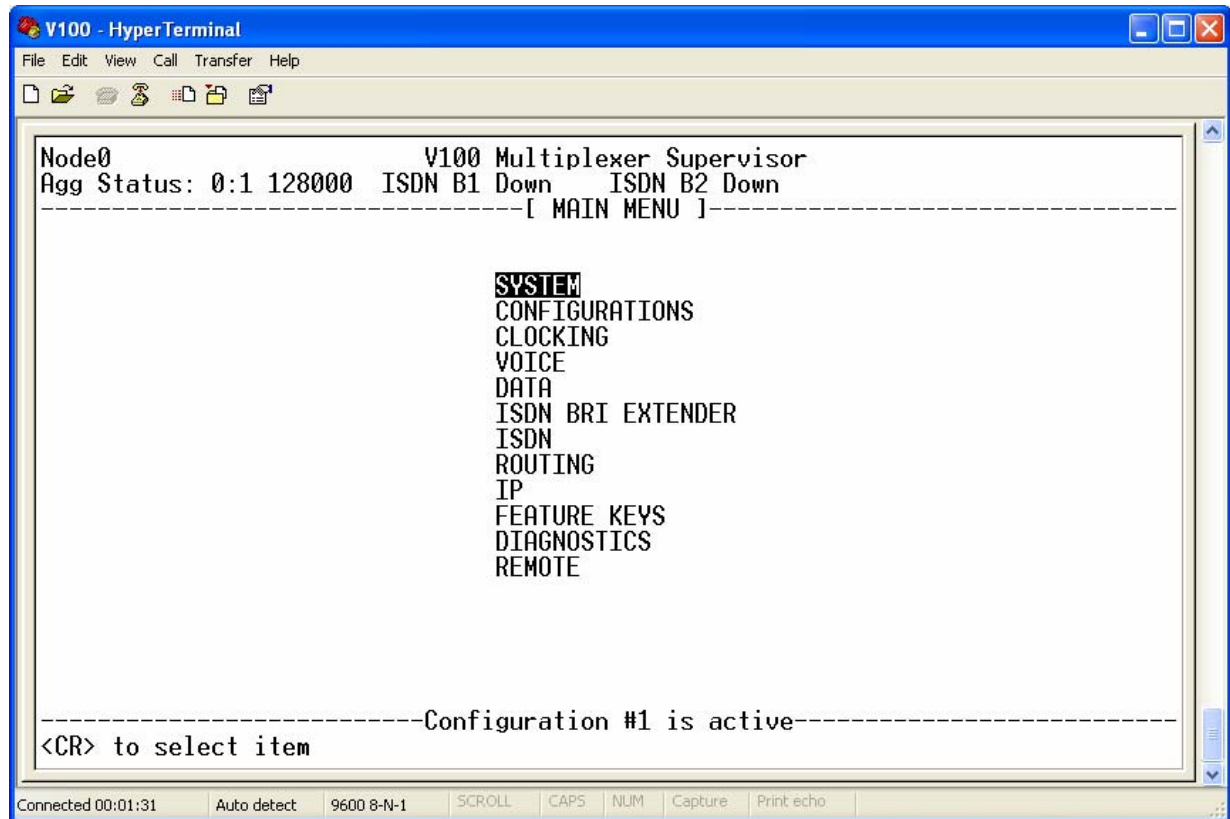 V100 - HyperTerminal
File Edit View Call Transfer Help
Node0 V100 Multiplexer Supervisor
Agg Status: 0:1 128000 ISDN B1 Down ISDN B2 Down
----------------------------------[ MAIN MENU ]---------------------------------
SYSTEM
CONFIGURATIONS
CLOCKING
VOICE
DATA
ISDN BRI EXTENDER
ISDN
ROUTING
IP
FEATURE KEYS
DIAGNOSTICS
REMOTE
---------------------------Configuration #1 is active---------------------------
<CR> to select item
Connected 00:01:31 Auto detect 9600 8-N-1 SCROLL CAPS NUM Capture Print echo